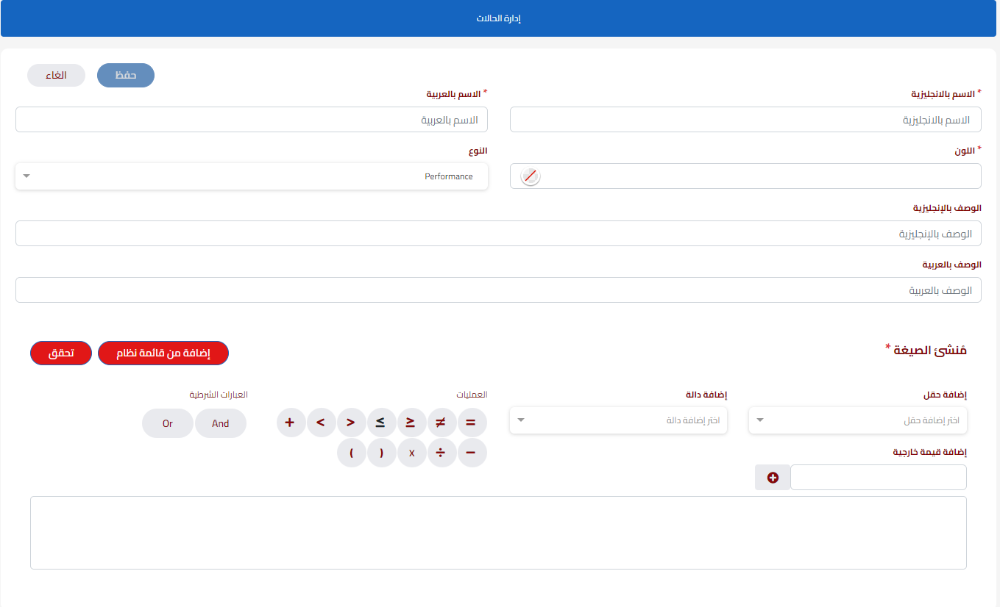 إدارة الحالات
حفظ
الغاء
* الاسم بالانجليزية
* الاسم بالعربية
الاسم بالانجليزية
الاسم بالعربية
* اللون
النوع
Performance
الوصف بالإنجليزية
الوصف بالإنجليزية
الوصف بالعربية
الوصف بالعربية
مُنشئ الصيغة *
إضافة من قائمة نظام
تحقق
إضافة حقل
إضافة دالة
العمليات
العبارات الشرطية
اختر إضافة حقل
اختر إضافة دالة
= ≠ ≥ ≤ > < +
And
Or
إضافة قيمة خارجية
− ÷ x ) (